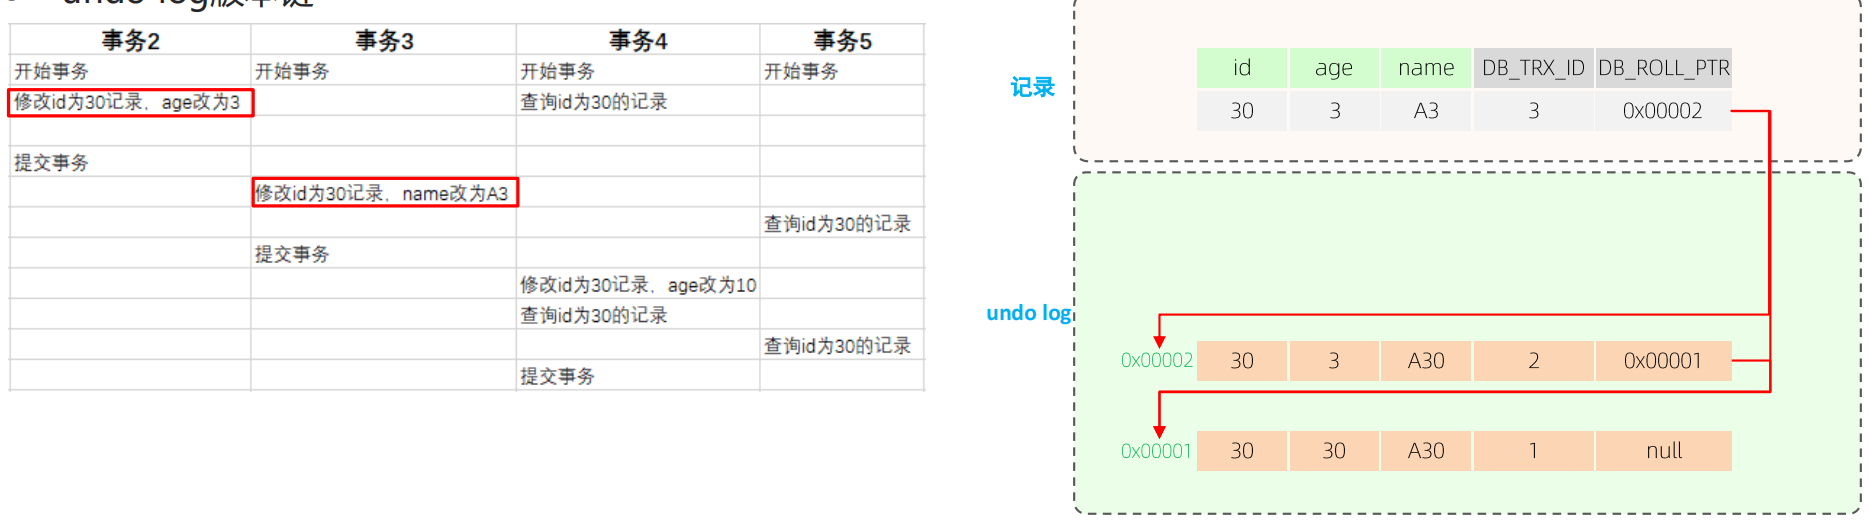 undo log版本链
事务2 事务3 事务4 事务5
开始事务 开始事务 开始事务 开始事务
修改id为30记录，age改为3 查询id为30的记录
提交事务
修改id为30记录，name改为A3
查询id为30的记录
提交事务
修改id为30记录，age改为10
查询id为30的记录
查询id为30的记录
提交事务
记录
id age name DB_TRX_ID DB_ROLL_PTR
30 3 A3 3 0x00002
undo log
0x00002 30 3 A30 2 0x00001
0x00001 30 30 A30 1 null